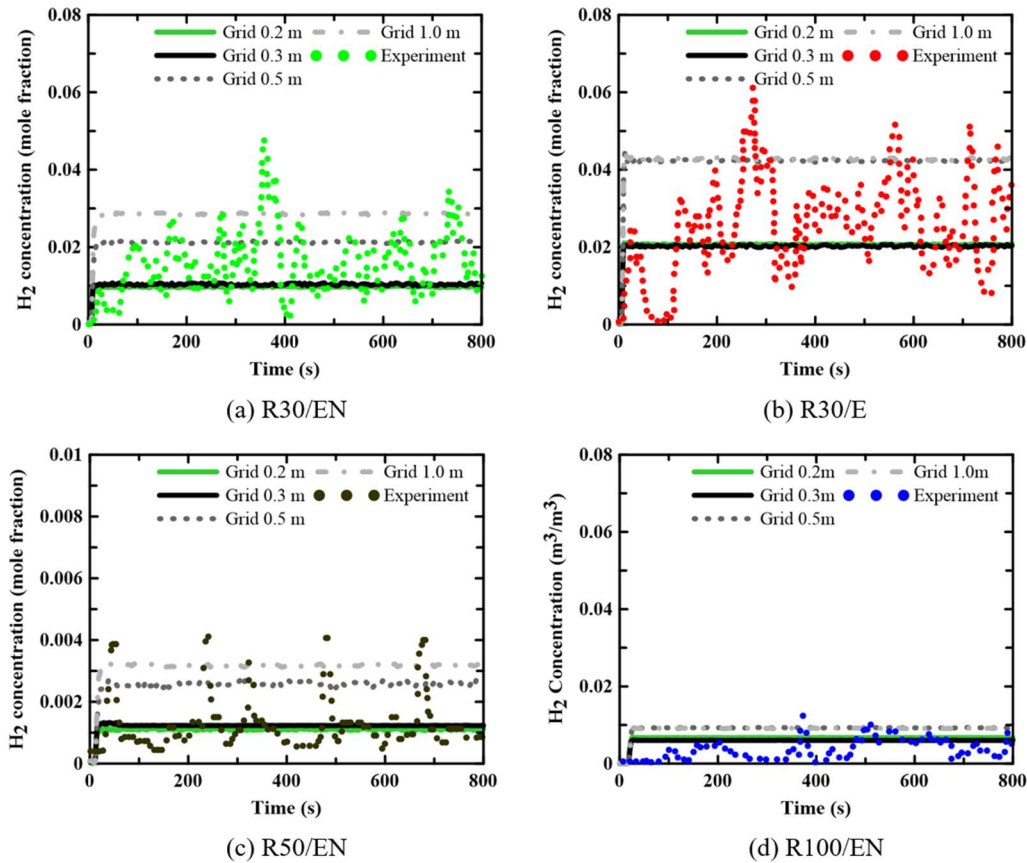 0.08
0.06
0.04
0.02
0
H2 concentration (mole fraction)
Grid 0.2 m
Grid 1.0 m
Grid 0.3 m
Experiment
Grid 0.5 m
0 200 400 600 800
Time (s)
(a) R30/EN
0.08
0.06
0.04
0.02
0
H2 concentration (mole fraction)
Grid 0.2 m
Grid 1.0 m
Grid 0.3 m
Experiment
Grid 0.5 m
0 200 400 600 800
Time (s)
(b) R30/E
0.01
0.008
0.006
0.004
0.002
0
H2 concentration (mole fraction)
Grid 0.2 m
Grid 1.0 m
Grid 0.3 m
Experiment
Grid 0.5 m
0 200 400 600 800
Time (s)
(c) R50/EN
0.08
0.06
0.04
0.02
0
H2 Concentration (m3/m3)
Grid 0.2m
Grid 1.0m
Grid 0.3m
Experiment
Grid 0.5m
0 200 400 600 800
Time (s)
(d) R100/EN